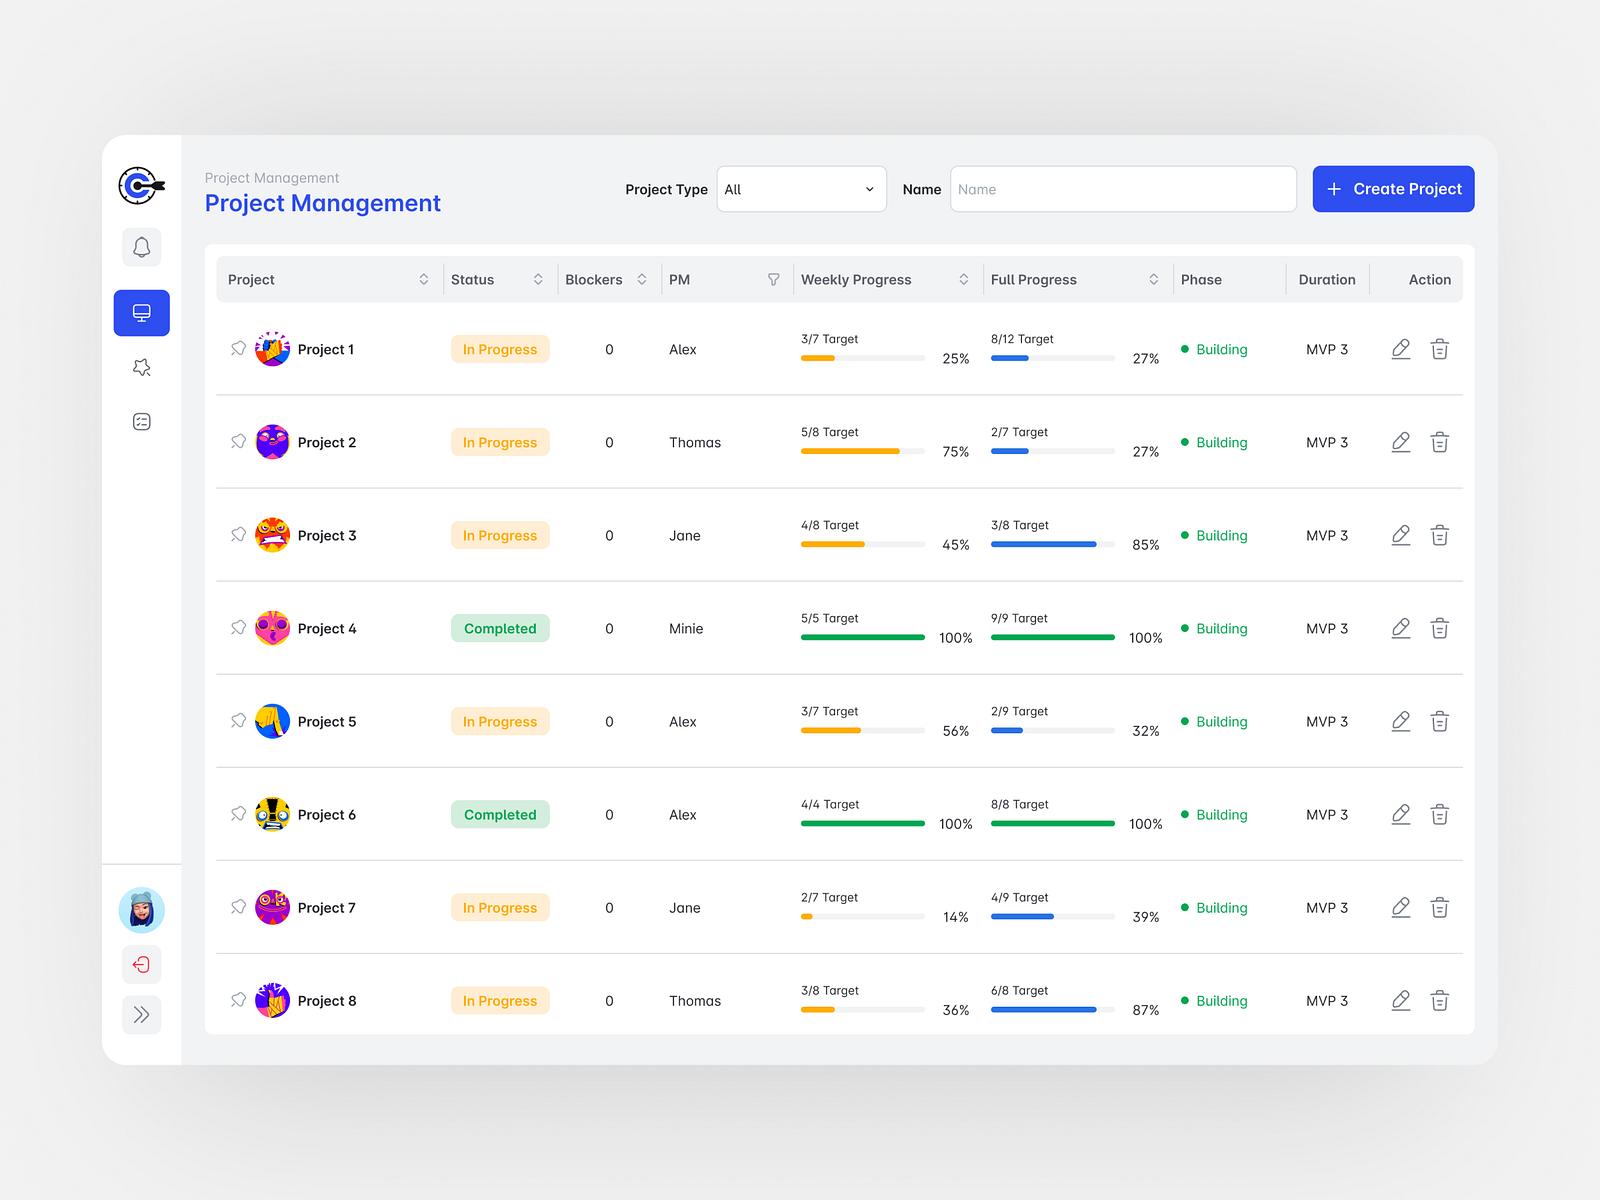 Project Management
Project Management
Project Type All Name Name + Create Project
Project Status Blockers PM Weekly Progress Full Progress Phase Duration Action
Project 1 In Progress 0 Alex 3/7 Target 25% 8/12 Target 27% Building MVP 3
Project 2 In Progress 0 Thomas 5/8 Target 75% 2/7 Target 27% Building MVP 3
Project 3 In Progress 0 Jane 4/8 Target 45% 3/8 Target 85% Building MVP 3
Project 4 Completed 0 Minie 5/5 Target 100% 9/9 Target 100% Building MVP 3
Project 5 In Progress 0 Alex 3/7 Target 56% 2/9 Target 32% Building MVP 3
Project 6 Completed 0 Alex 4/4 Target 100% 8/8 Target 100% Building MVP 3
Project 7 In Progress 0 Jane 2/7 Target 14% 4/9 Target 39% Building MVP 3
Project 8 In Progress 0 Thomas 3/8 Target 36% 6/8 Target 87% Building MVP 3